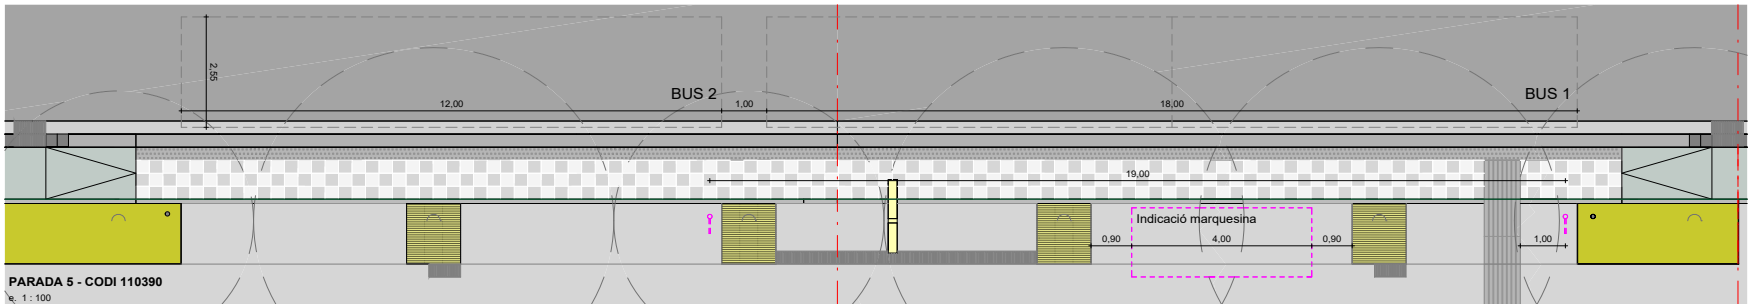 2,55
BUS 2
BUS 1
12,00
1,00
18,00
19,00
Indicació marquesina
0,90
4,00
0,90
1,00
PARADA 5 - CODI 110390
e. 1 : 100